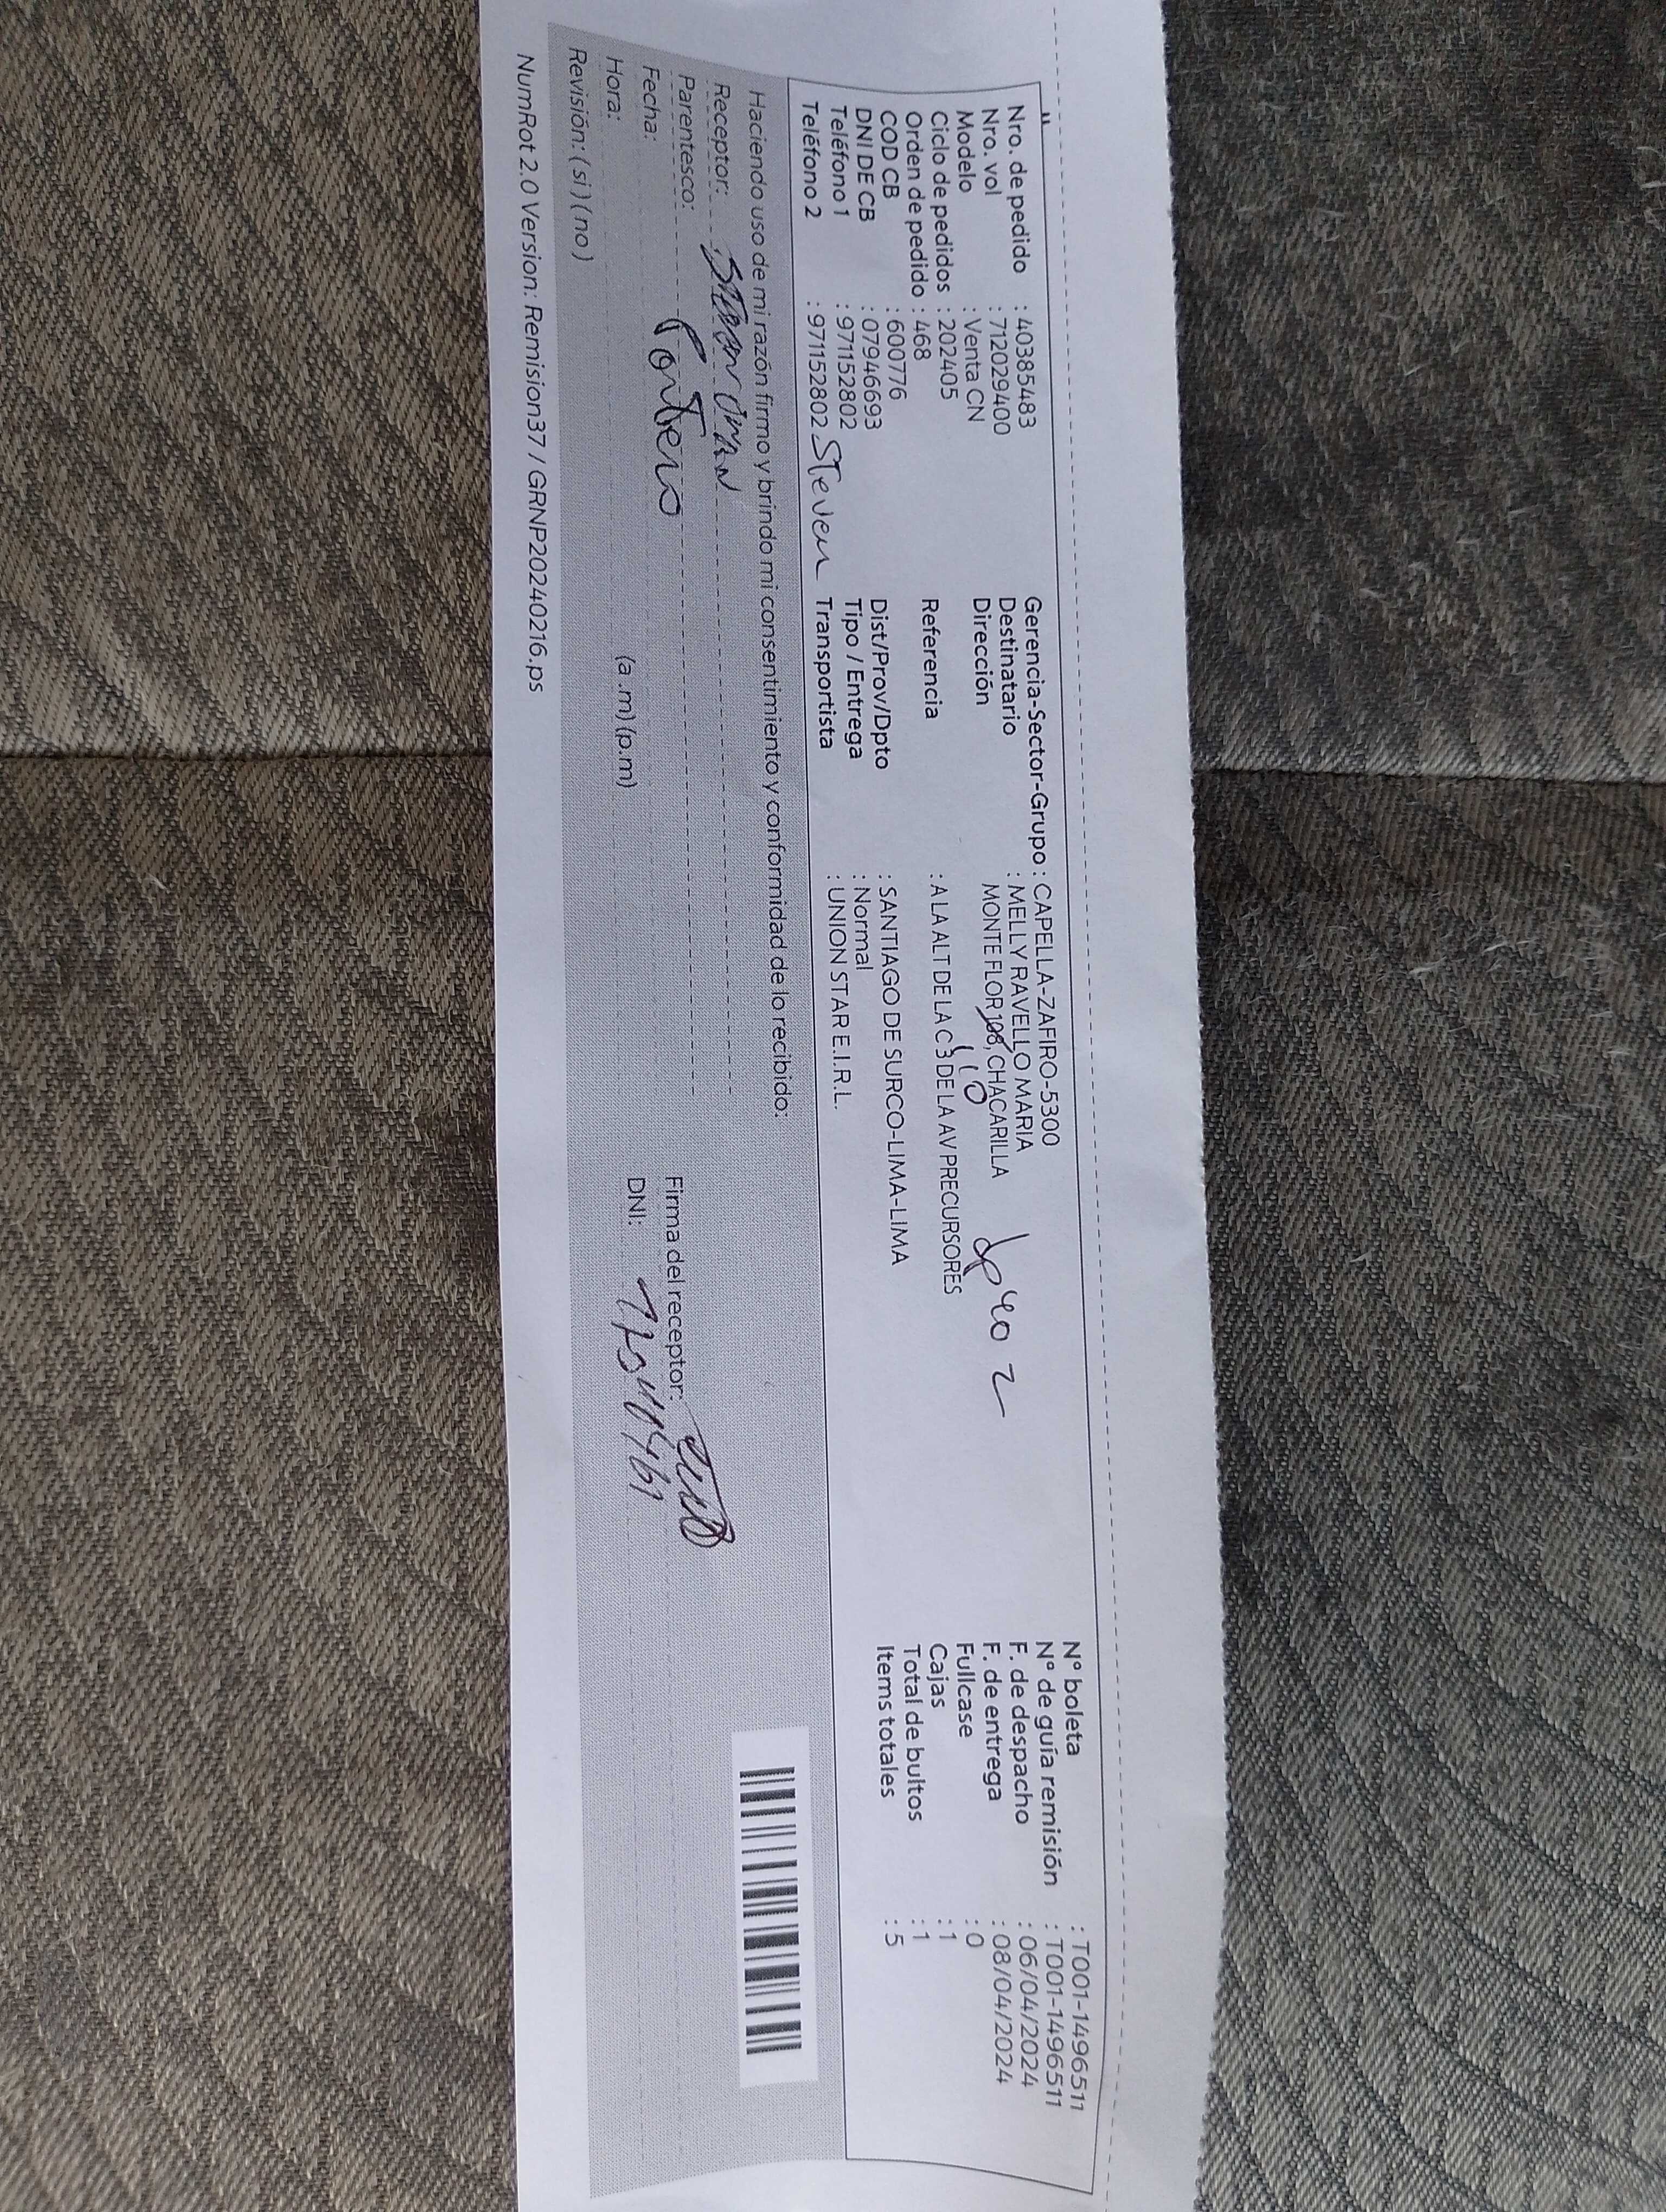 Nro. de pedido : 40385483
Nro. vol : 712029400
Modelo : Venta CN
Ciclo de pedidos : 202405
Orden de pedido : 468
COD CB : 600776
DNI DE CB : 07946693
Teléfono 1 : 971152802
Teléfono 2 : 971152802 Steven
Gerencia-Sector-Grupo : CAPELLA-ZAFIRO-5300
Destinatario : MELLY RAVELLO MARIA
Dirección MONTE FLOR 108, CHACARILLA
110
Referencia : A LA ALT DE LA C 3 DE LA AV PRECURSORES
Dist/Prov/Dpto : SANTIAGO DE SURCO-LIMA-LIMA
Tipo / Entrega : Normal
Transportista : UNION STAR E.I.R.L.
N° boleta : T001-1496511
N° de guía remisión : T001-1496511
F. de despacho : 06/04/2024
F. de entrega : 08/04/2024
Fullcase : 0
Cajas : 1
Total de bultos : 1
Items totales : 5
Haciendo uso de mi razón firmo y brindo mi consentimiento y conformidad de lo recibido:
Receptor:
Parentesco: Portero
Fecha:
Hora: (a .m) (p.m)
Revisión: ( si ) ( no )
Firma del receptor:
DNI:
NumRot 2.0 Version: Remision37 / GRNP20240216.ps